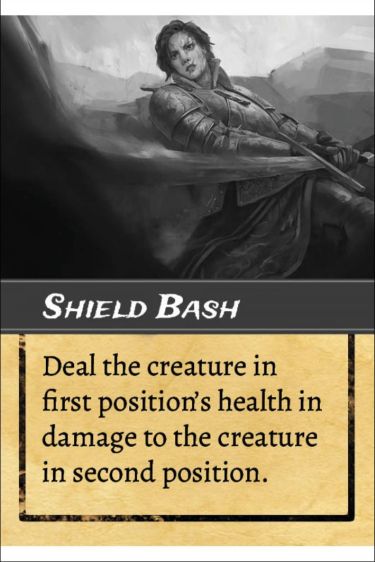 Shield Bash
Deal the creature in
first position’s health in
damage to the creature
in second position.